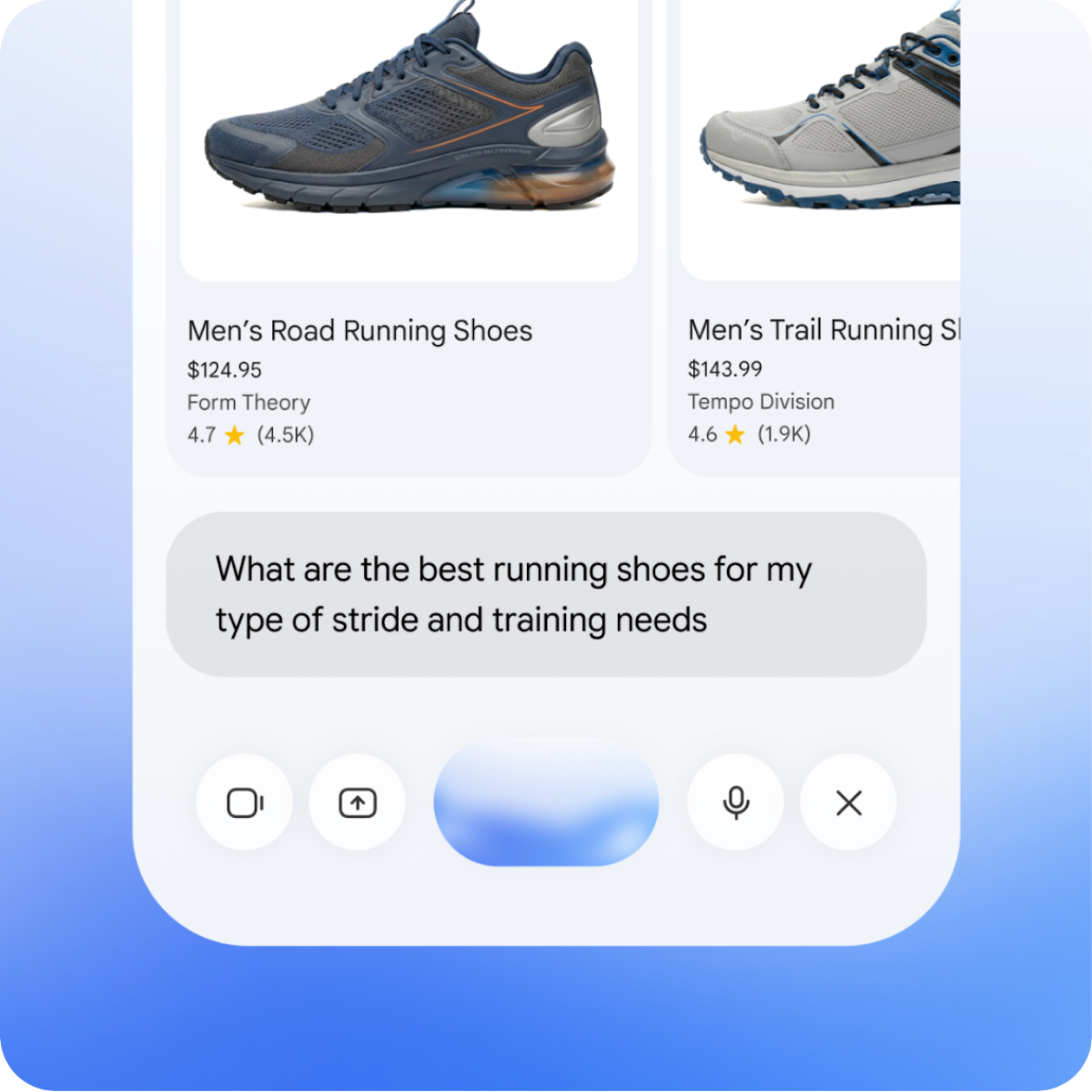 Men's Road Running Shoes
$124.95
Form Theory
4.7 ★ (4.5K)
Men's Trail Running
$143.99
Tempo Division
4.6 ★ (1.9K)
What are the best running shoes for my
type of stride and training needs